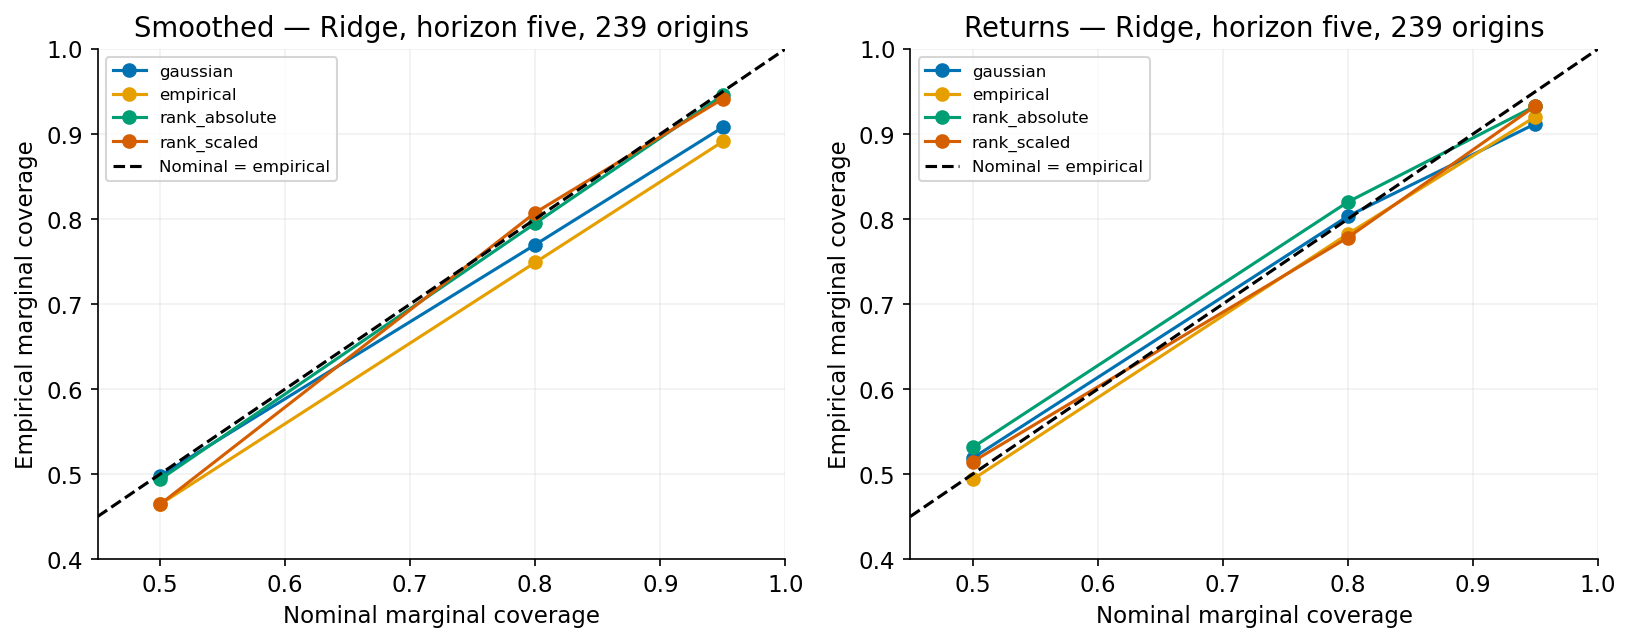 Smoothed — Ridge, horizon five, 239 origins
gaussian
empirical
rank_absolute
rank_scaled
Nominal = empirical
Empirical marginal coverage
1.0
0.9
0.8
0.7
0.6
0.5
0.4
0.5 0.6 0.7 0.8 0.9 1.0
Nominal marginal coverage
Returns — Ridge, horizon five, 239 origins
gaussian
empirical
rank_absolute
rank_scaled
Nominal = empirical
Empirical marginal coverage
1.0
0.9
0.8
0.7
0.6
0.5
0.4
0.5 0.6 0.7 0.8 0.9 1.0
Nominal marginal coverage